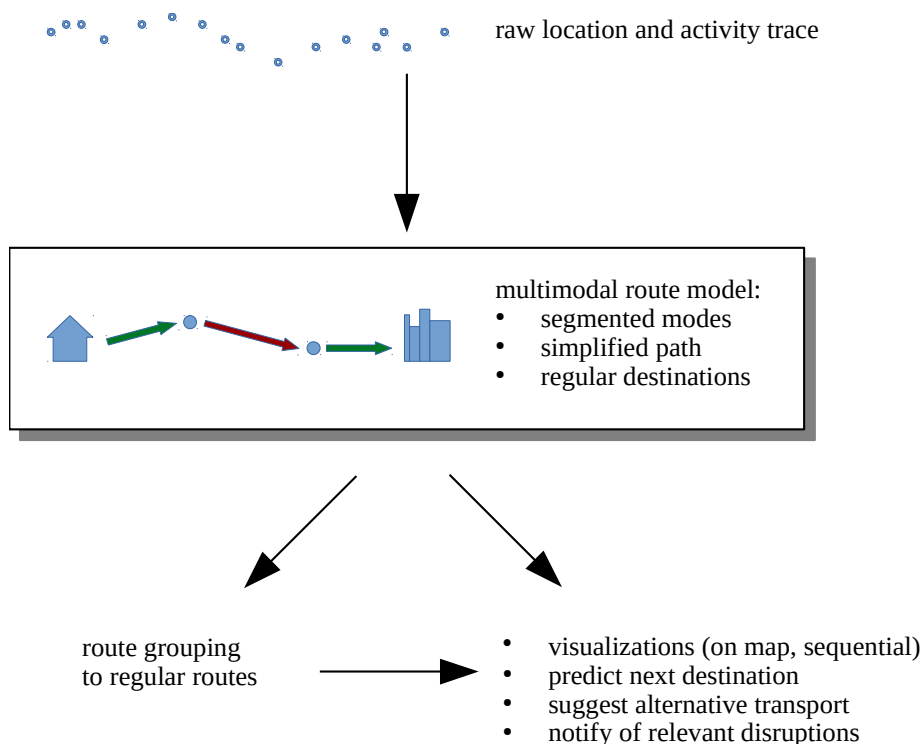 raw location and activity trace
multimodal route model:
• segmented modes
• simplified path
• regular destinations
route grouping
to regular routes
• visualizations (on map, sequential)
• predict next destination
• suggest alternative transport
• notify of relevant disruptions